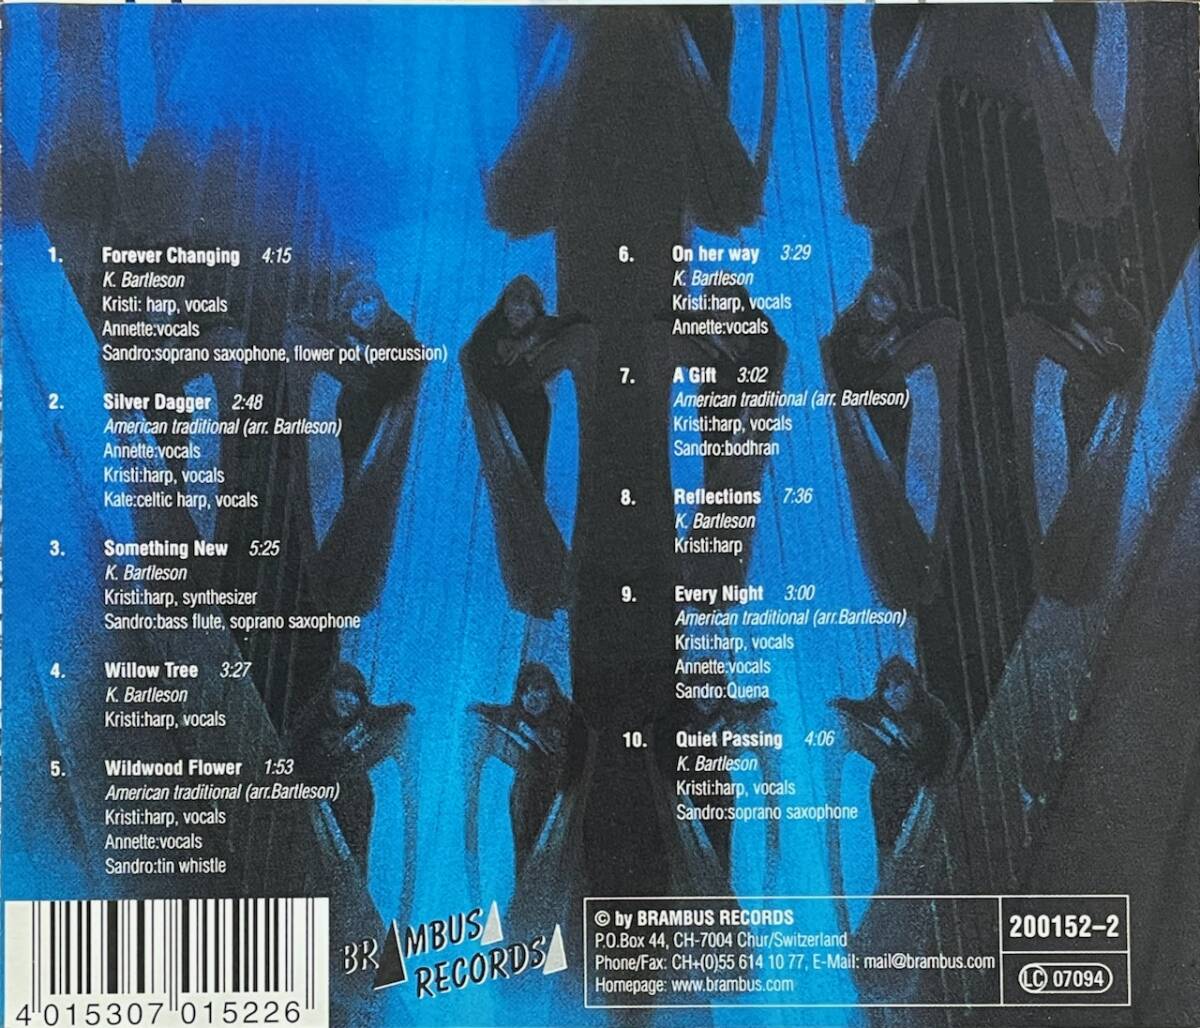 1. Forever Changing 4:15
K. Bartleson
Kristi: harp, vocals
Annette:vocals
Sandro:soprano saxophone, flower pot (percussion)
2. Silver Dagger 2:48
American traditional (arr. Bartleson)
Annette:vocals
Kristi:harp, vocals
Kate:celtic harp, vocals
3. Something New 5:25
K. Bartleson
Kristi:harp, synthesizer
Sandro:bass flute, soprano saxophone
4. Willow Tree 3:27
K. Bartleson
Kristi:harp, vocals
5. Wildwood Flower 1:53
American traditional (arr.Bartleson)
Kristi:harp, vocals
Annette:vocals
Sandro:tin whistle
6. On her way 3:29
K. Bartleson
Kristi:harp, vocals
Annette:vocals
7. A Gift 3:02
American traditional (arr. Bartleson)
Kristi:harp, vocals
Sandro:bodhran
8. Reflections 7:36
K. Bartleson
Kristi:harp
9. Every Night 3:00
American traditional (arr.Bartleson)
Kristi:harp, vocals
Annette:vocals
Sandro:Quena
10. Quiet Passing 4:06
K. Bartleson
Kristi:harp, vocals
Sandro:soprano saxophone
4 015307 015226
BRAMBUS
RECORDS
© by BRAMBUS RECORDS
P.O.Box 44, CH-7004 Chur/Switzerland
Phone/Fax: CH+(0)55 614 10 77, E-Mail: mail@brambus.com
Homepage: www.brambus.com
200152-2
LC 07094